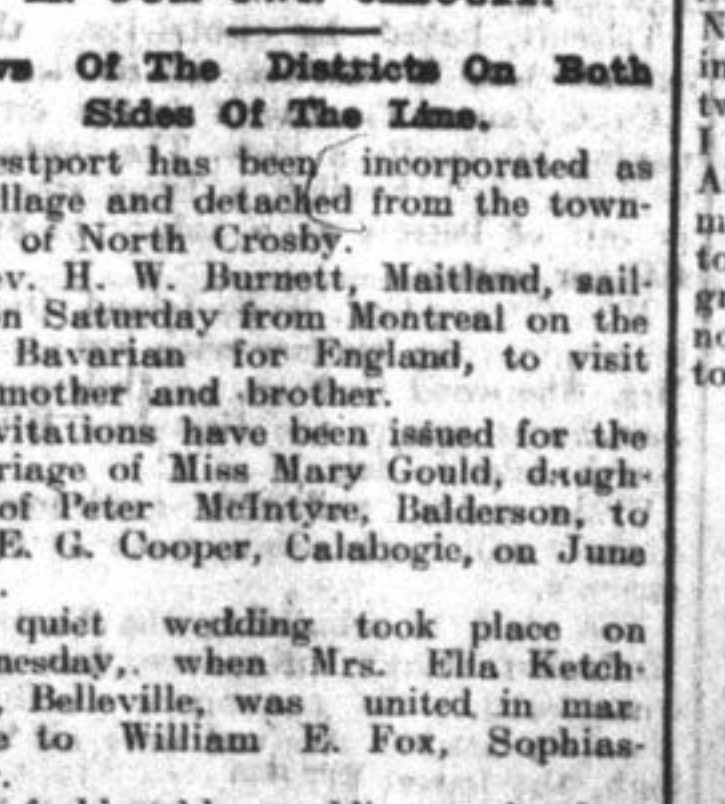 Of The Districts On Both
Sides Of The Line.
estport has been incorporated as
llage and detached from the town-
of North Crosby.
ev. H. W. Burnett, Maitland, sail-
n Saturday from Montreal on the
Bavarian for England, to visit
mother and brother.
vitations have been issued for the
riage of Miss Mary Gould, daugh-
of Peter McIntyre, Balderson, to
E. G. Cooper, Calabogie, on June
quiet wedding took place on
nesday, when Mrs. Ella Ketch-
, Belleville, was united in mar
e to William E. Fox, Sophias-